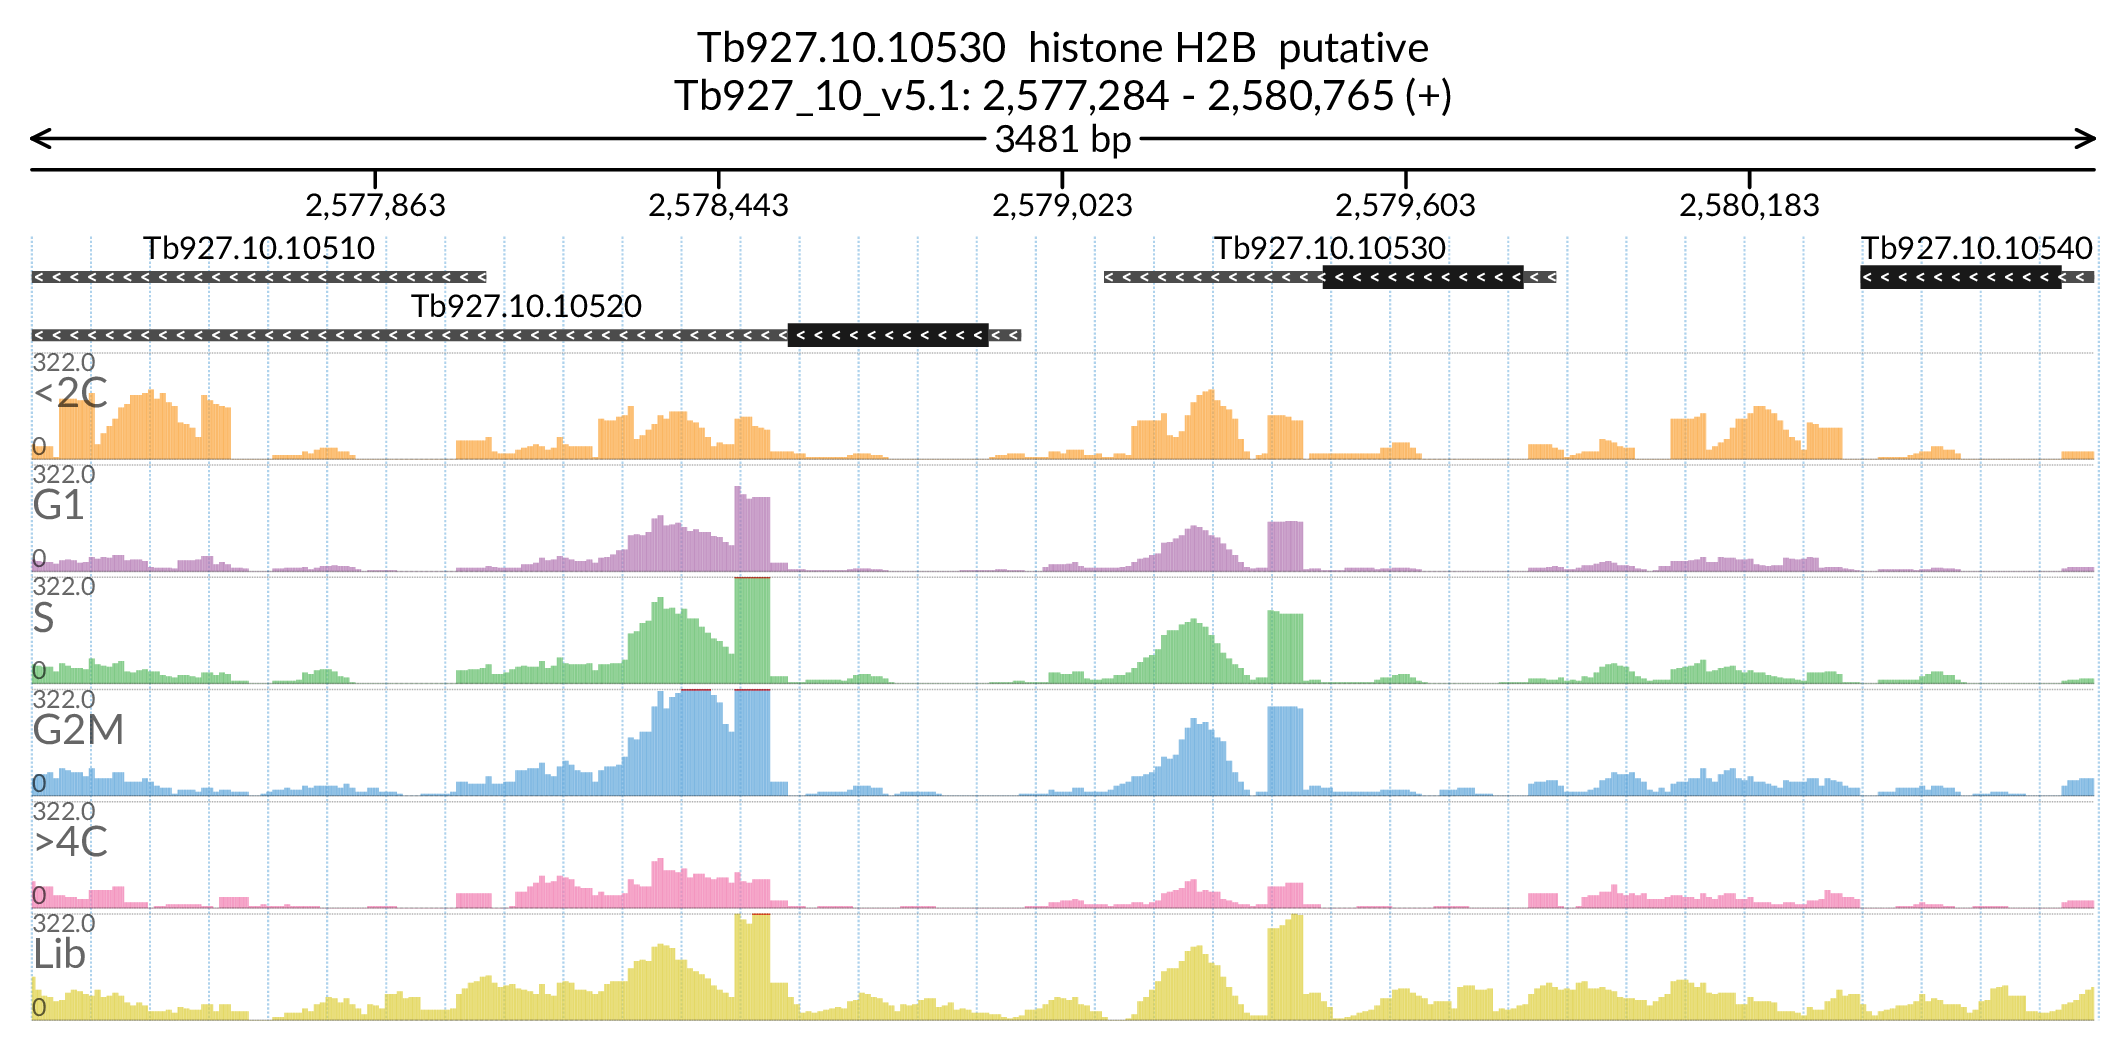 Tb927.10.10530  histone H2B  putative
Tb927_10_v5.1: 2,577,284 - 2,580,765 (+)
3481 bp
2,577,863 2,578,443 2,579,023 2,579,603 2,580,183
Tb927.10.10510 Tb927.10.10530 Tb927.10.10540
Tb927.10.10520
322.0
<2C
0
322.0
G1
0
322.0
S
0
322.0
G2M
0
322.0
>4C
0
322.0
Lib
0